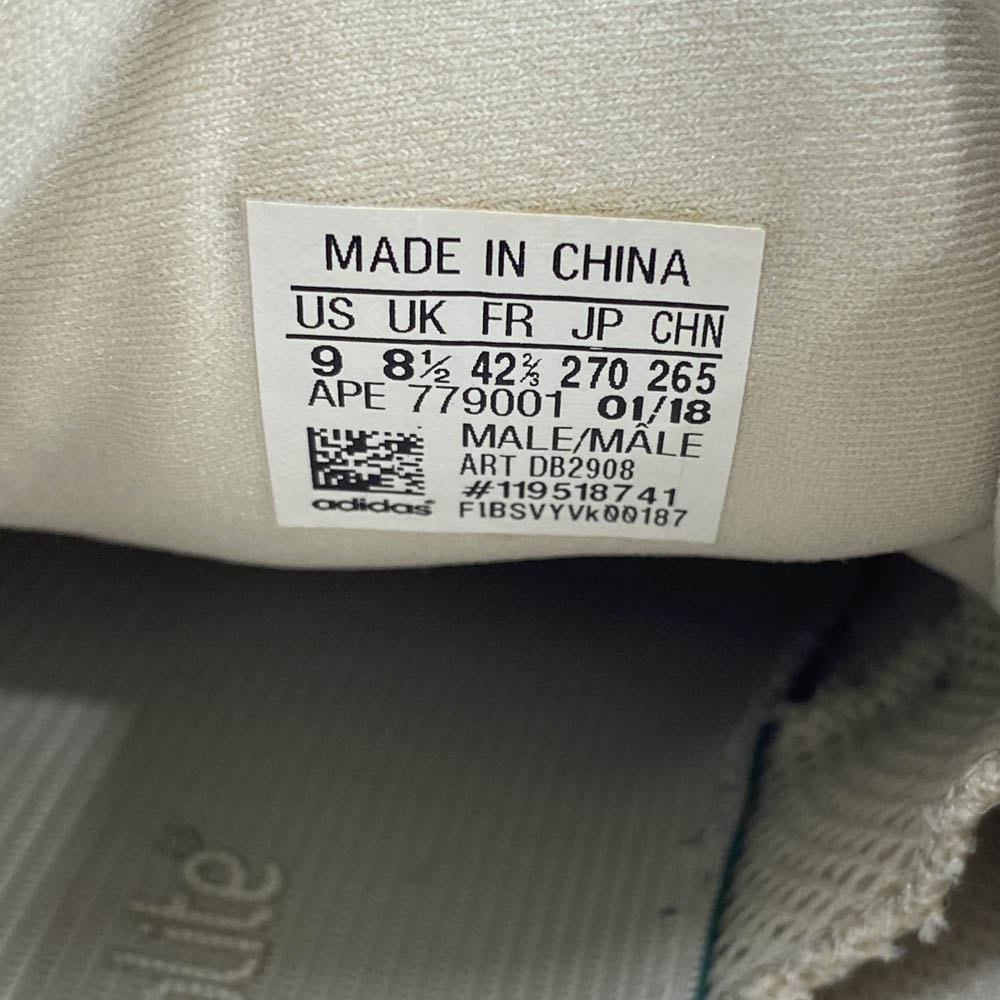 MADE IN CHINA
US UK FR JP CHN
9 8½ 42⅔ 270 265
APE 779001 01/18
MALE/MÂLE
ART DB2908
#119518741
adidas F1BSVYVk00187